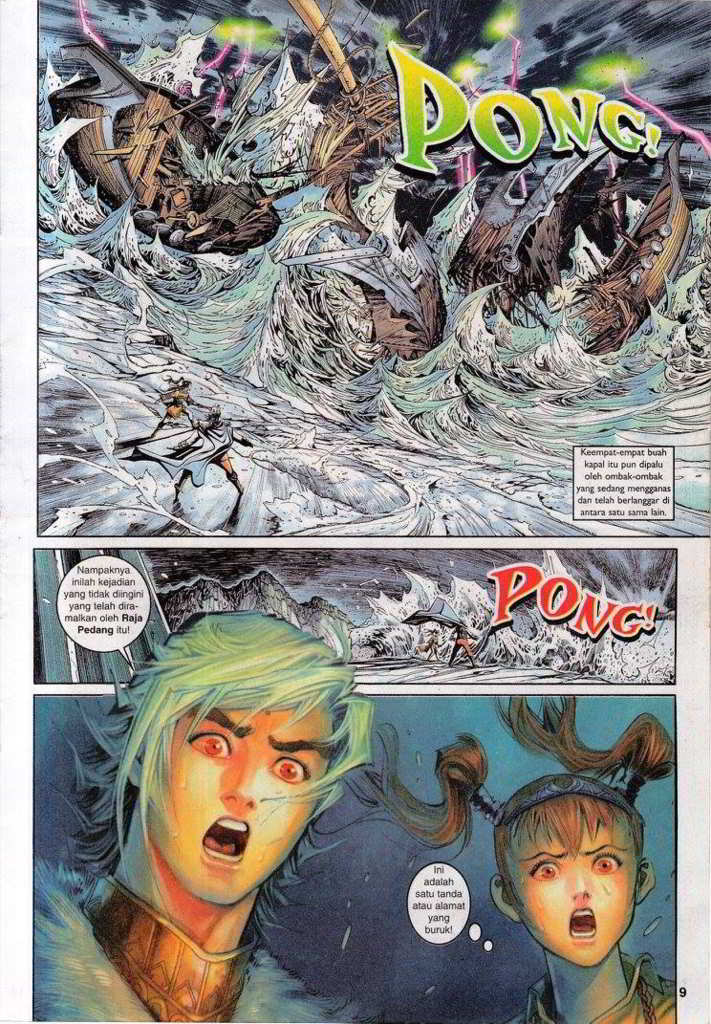 PONG!
Keempat-empat buah
kapal itu pun dipalu
oleh ombak-ombak
yang sedang mengganas
dan telah berlanggar di
antara satu sama lain.
Nampaknya
inilah kejadian
yang tidak diingini
yang telah dira-
malkan oleh Raja
Pedang itu!
PONG!
Ini
adalah
satu tanda
atau alamat
yang
buruk!
9